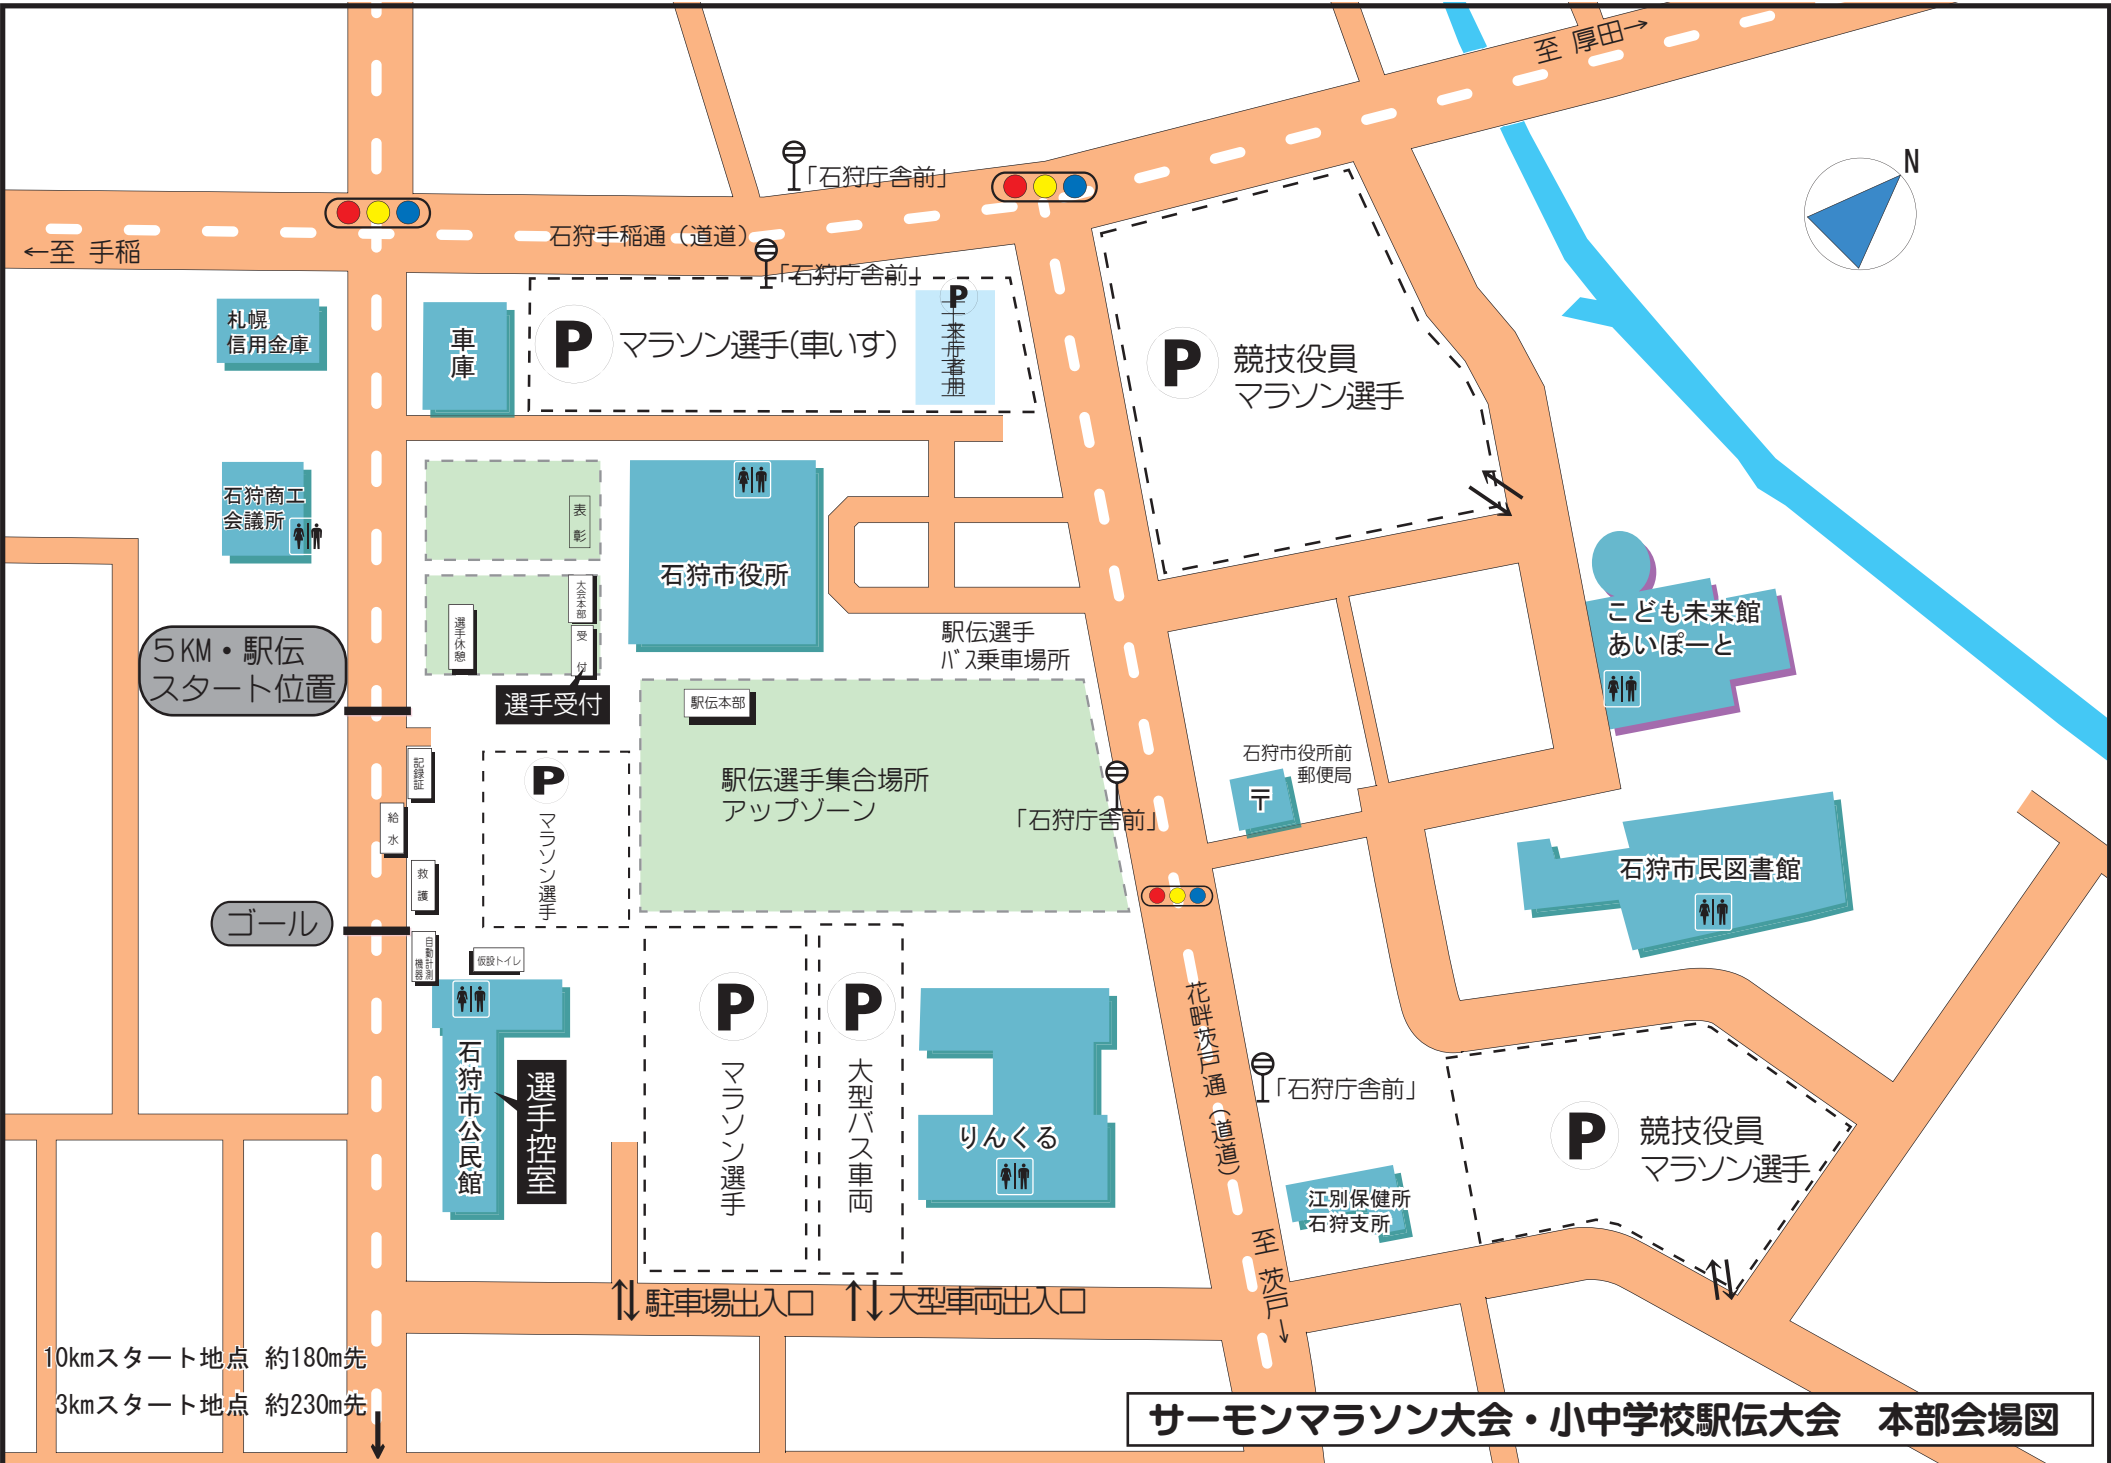 至 厚田→
N
「石狩庁舎前」
石狩手稲通（道道）
←至 手稲
「石狩庁舎前」
札幌
信用金庫
車庫
P
マラソン選手(車いす)
P
来庁者用
P
競技役員
マラソン選手
石狩商工
会議所
表彰
石狩市役所
大会本部
受付
選手休憩
選手受付
5KM・駅伝
スタート位置
駅伝選手
バス乗車場所
こども未来館
あいぽーと
駅伝本部
駅伝選手集合場所
アップゾーン
「石狩庁舎前」
石狩市役所前
郵便局
〒
記録証
給水
救護
P
マラソン選手
石狩市民図書館
ゴール
自動計測
機器
仮設トイレ
石狩市公民館
選手控室
P
マラソン選手
P
大型バス車両
りんくる
花畔茨戸通（道道）
「石狩庁舎前」
P
競技役員
マラソン選手
江別保健所
石狩支所
至 茨戸→
駐車場出入口
大型車両出入口
10kmスタート地点 約180m先
3kmスタート地点 約230m先
サーモンマラソン大会・小中学校駅伝大会 本部会場図